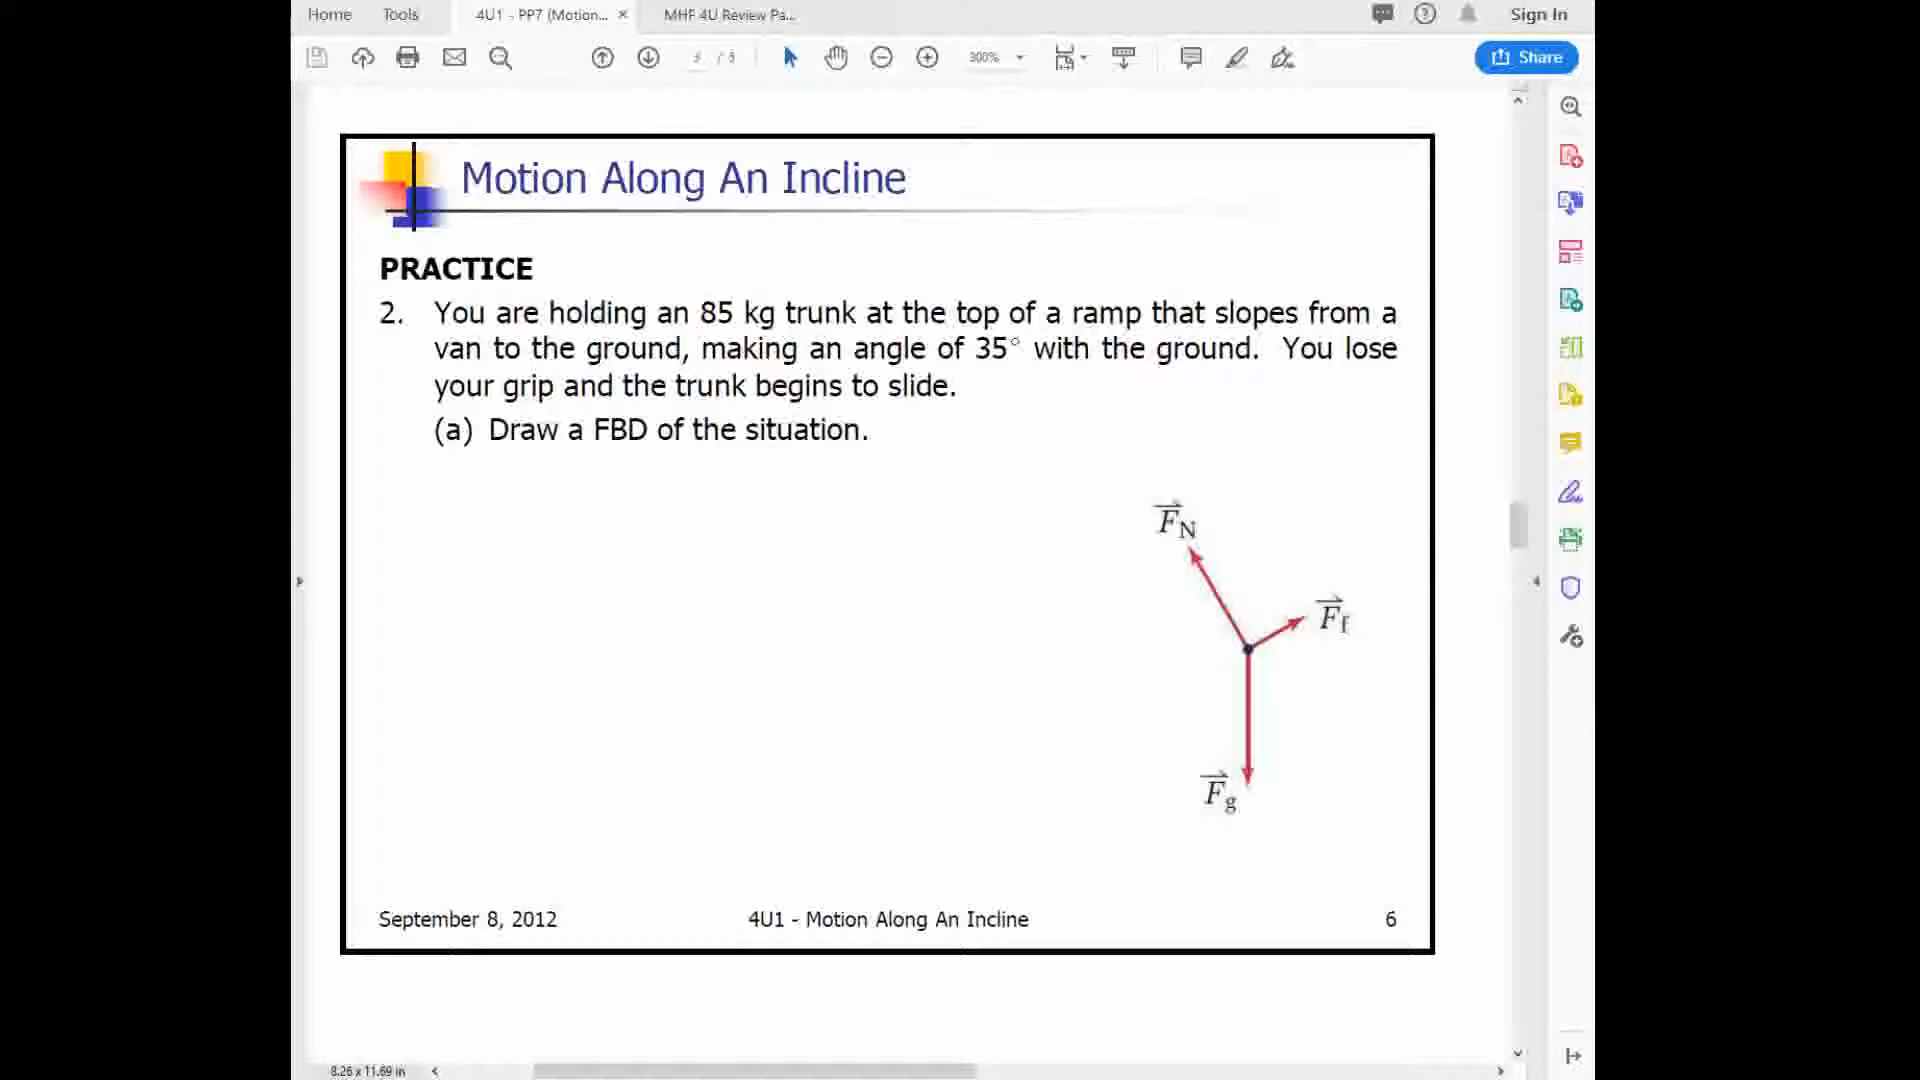 Home Tools 4U1 - PP7 (Motion... × MHF 4U Review Pa... Sign In
/ 300% Share
Motion Along An Incline
PRACTICE
2. You are holding an 85 kg trunk at the top of a ramp that slopes from a
van to the ground, making an angle of 35° with the ground. You lose
your grip and the trunk begins to slide.
(a) Draw a FBD of the situation.
F⃗N
F⃗f
F⃗g
September 8, 2012 4U1 - Motion Along An Incline 6
8.26 x 11.69 in